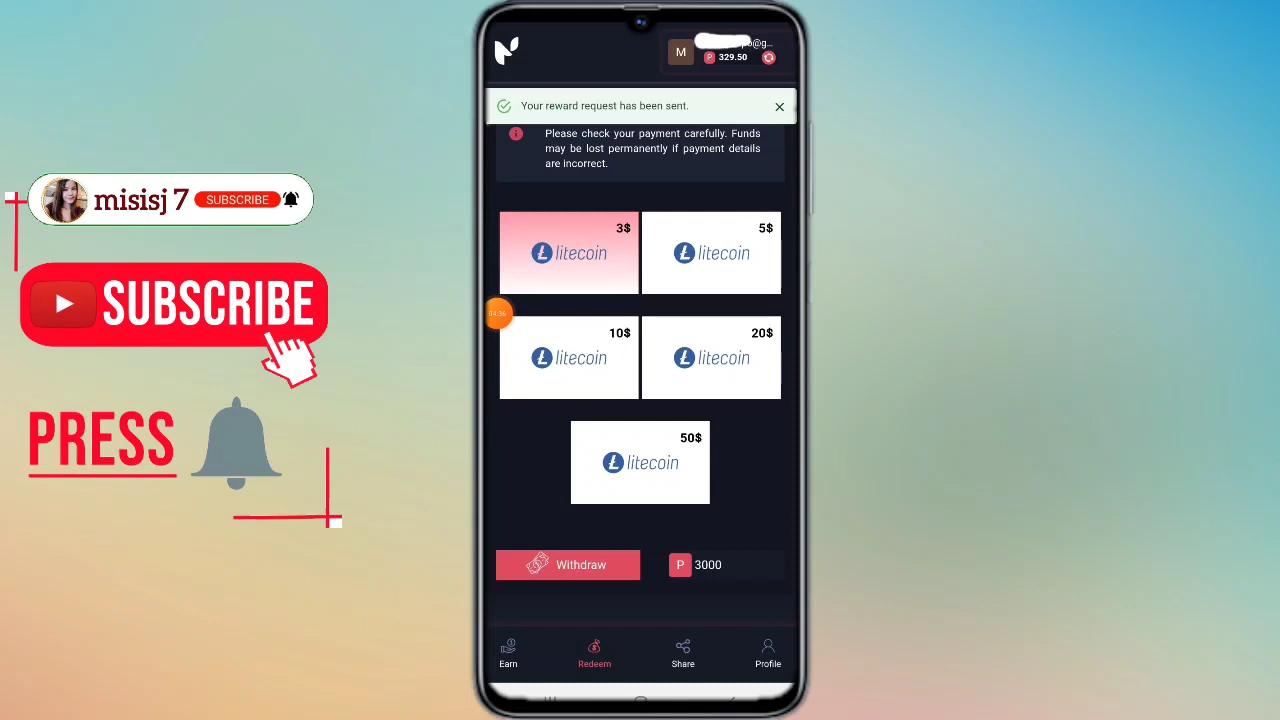 misisj 7 SUBSCRIBE
SUBSCRIBE
PRESS
M
@g...
P 329.50
Your reward request has been sent.
Please check your payment carefully. Funds
may be lost permanently if payment details
are incorrect.
3$
litecoin
5$
litecoin
04:36
10$
litecoin
20$
litecoin
50$
litecoin
Withdraw
P 3000
Earn
Redeem
Share
Profile